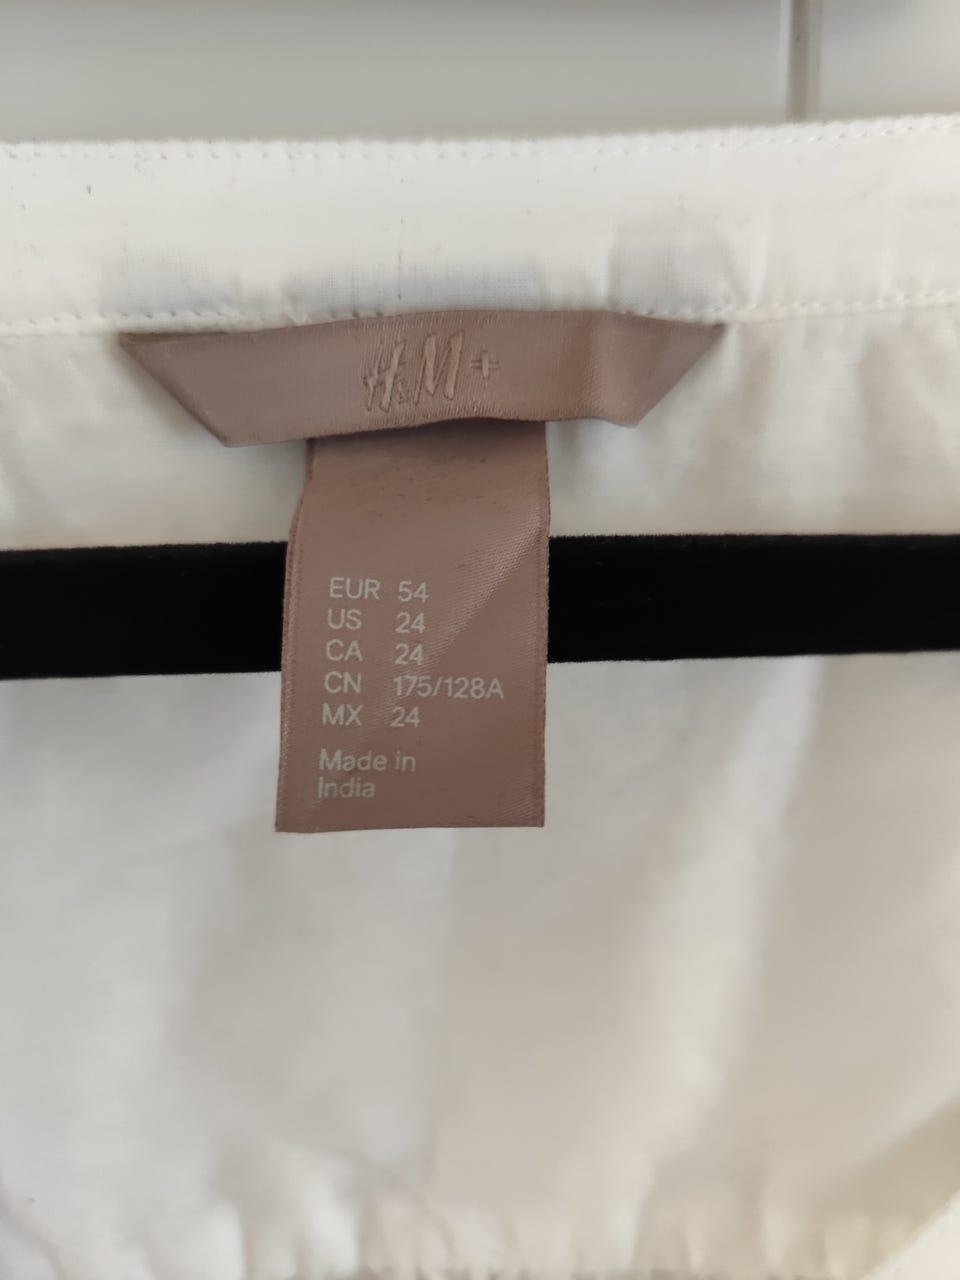 H&M+
EUR 54
US 24
CA 24
CN 175/128A
MX 24
Made in
India